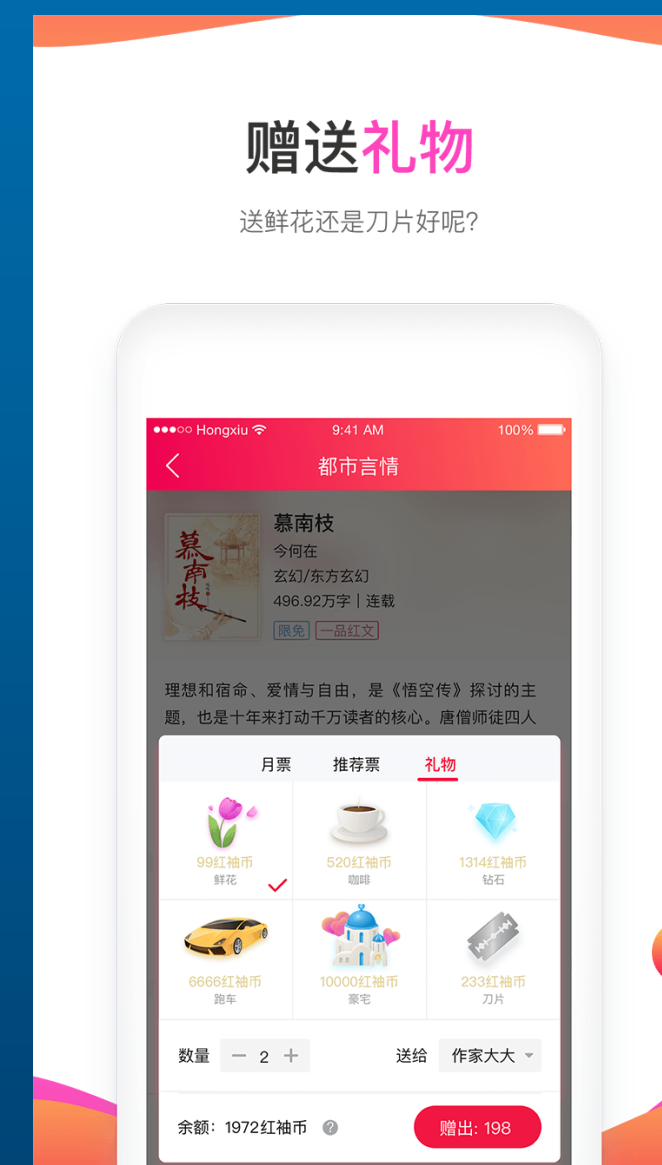 赠送礼物
送鲜花还是刀片好呢?
Hongxiu 9:41 AM 100%
都市言情
慕南枝
慕南枝
今何在
玄幻/东方玄幻
496.92万字｜连载
限免 一品红文
理想和宿命、爱情与自由，是《悟空传》探讨的主
题，也是十年来打动千万读者的核心。唐僧师徒四人
月票 推荐票 礼物
99红袖币 520红袖币 1314红袖币
鲜花 咖啡 钻石
6666红袖币 10000红袖币 233红袖币
跑车 豪宅 刀片
数量 — 2 + 送给 作家大大
余额：1972红袖币 ? 赠出: 198